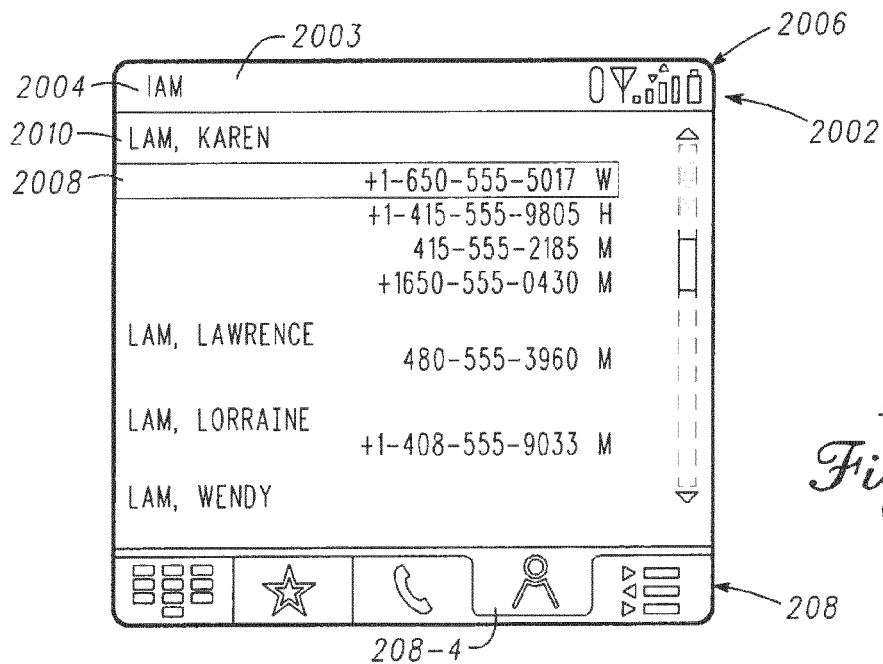 2003
2006
2004
IAM
2002
2010
LAM, KAREN
2008
+1-650-555-5017 W
+1-415-555-9805 H
415-555-2185 M
+1650-555-0430 M
LAM, LAWRENCE
480-555-3960 M
LAM, LORRAINE
+1-408-555-9033 M
LAM, WENDY
208
208-4